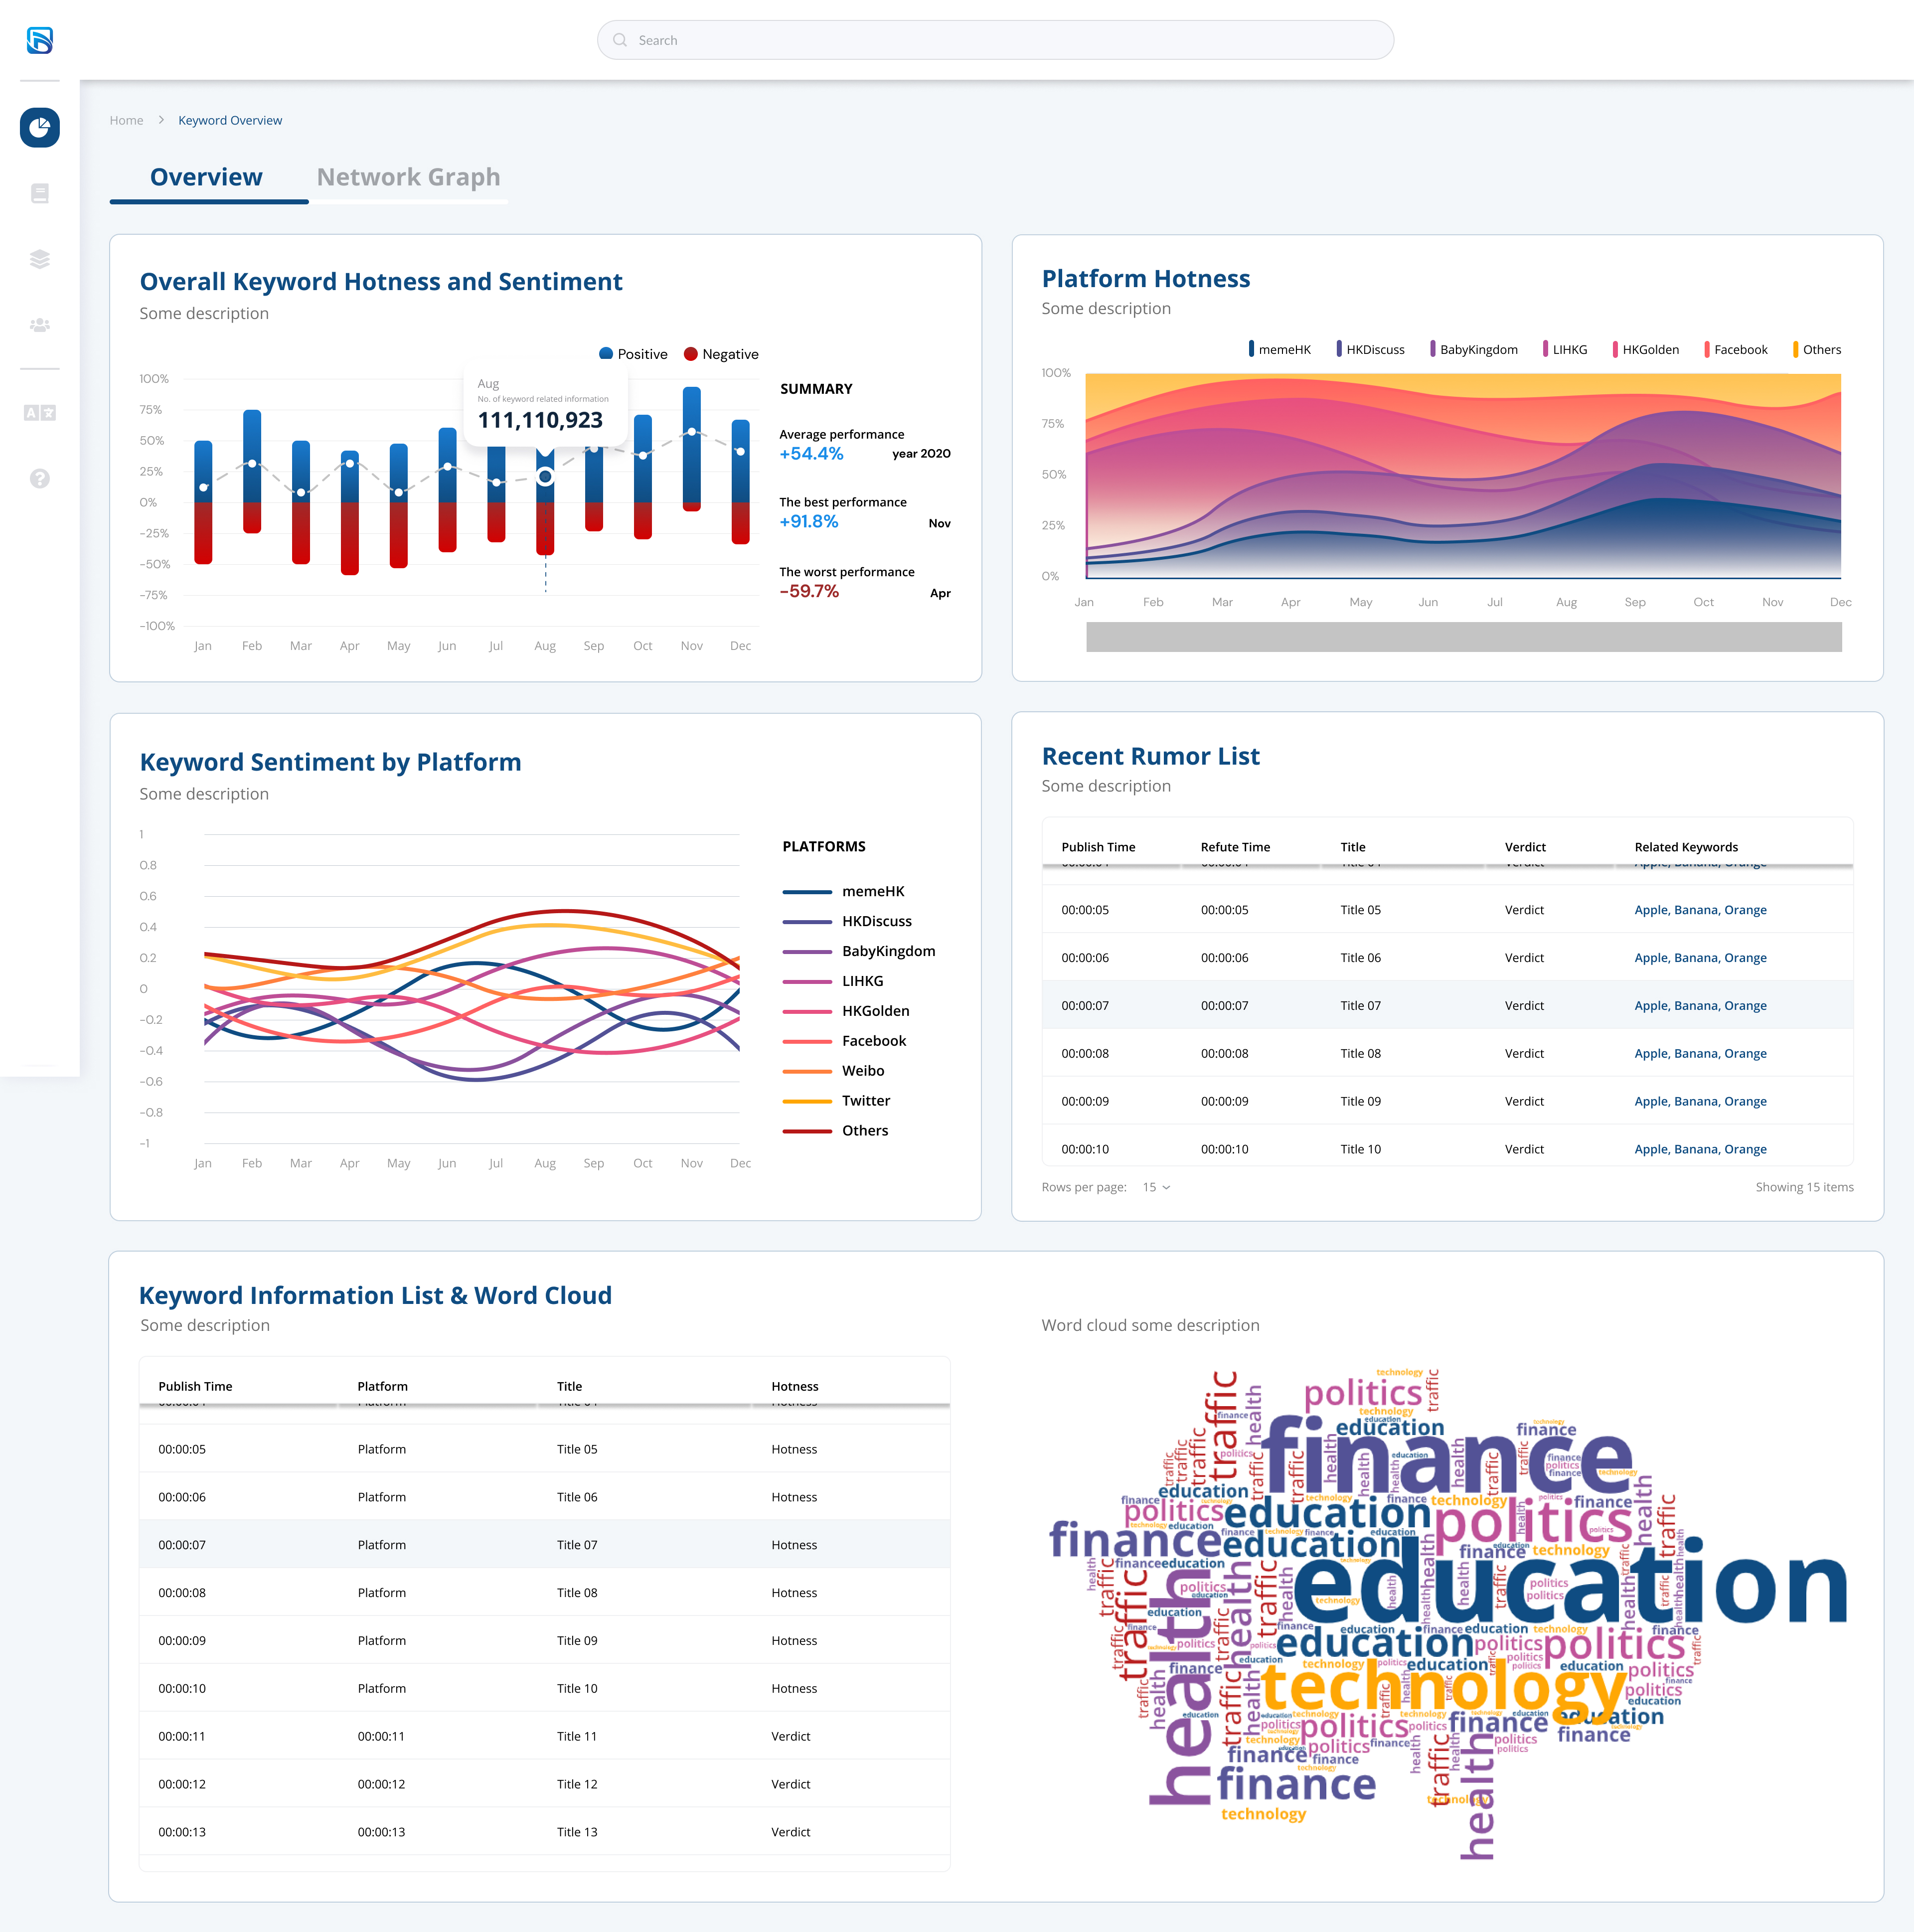 Search
Home > Keyword Overview
Overview Network Graph
Overall Keyword Hotness and Sentiment
Some description
Positive Negative
Aug
No. of keyword related information
111,110,923
100%
75%
50%
25%
0%
-25%
-50%
-75%
-100%
Jan Feb Mar Apr May Jun Jul Aug Sep Oct Nov Dec
SUMMARY
Average performance
+54.4% year 2020
The best performance
+91.8% Nov
The worst performance
-59.7% Apr
Platform Hotness
Some description
memeHK HKDiscuss BabyKingdom LIHKG HKGolden Facebook Others
100%
75%
50%
25%
0%
Jan Feb Mar Apr May Jun Jul Aug Sep Oct Nov Dec
Keyword Sentiment by Platform
Some description
1
0.8
0.6
0.4
0.2
0
-0.2
-0.4
-0.6
-0.8
-1
Jan Feb Mar Apr May Jun Jul Aug Sep Oct Nov Dec
PLATFORMS
memeHK
HKDiscuss
BabyKingdom
LIHKG
HKGolden
Facebook
Weibo
Twitter
Others
Recent Rumor List
Some description
Publish Time Refute Time Title Verdict Related Keywords
00:00:05 00:00:05 Title 05 Verdict Apple, Banana, Orange
00:00:06 00:00:06 Title 06 Verdict Apple, Banana, Orange
00:00:07 00:00:07 Title 07 Verdict Apple, Banana, Orange
00:00:08 00:00:08 Title 08 Verdict Apple, Banana, Orange
00:00:09 00:00:09 Title 09 Verdict Apple, Banana, Orange
00:00:10 00:00:10 Title 10 Verdict Apple, Banana, Orange
Rows per page: 15 Showing 15 items
Keyword Information List & Word Cloud
Some description
Publish Time Platform Title Hotness
00:00:05 Platform Title 05 Hotness
00:00:06 Platform Title 06 Hotness
00:00:07 Platform Title 07 Hotness
00:00:08 Platform Title 08 Hotness
00:00:09 Platform Title 09 Hotness
00:00:10 Platform Title 10 Hotness
00:00:11 00:00:11 Title 11 Verdict
00:00:12 00:00:12 Title 12 Verdict
00:00:13 00:00:13 Title 13 Verdict
Word cloud some description
technology
politics
traffic
health
education
finance
traffic
finance
education
politics
education
politics
finance
education
education
health
traffic
health
education
politics
technology
politics
finance
education
finance
finance
technology
traffic
health